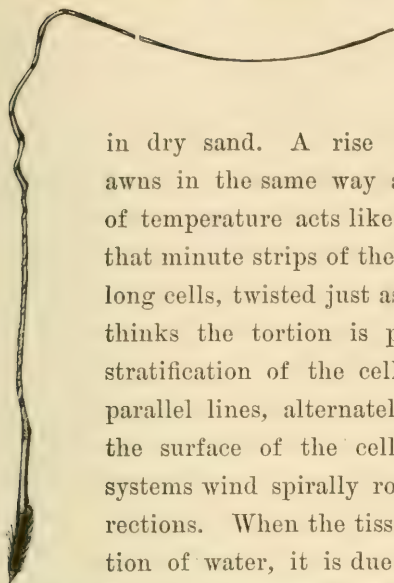 in dry sand. A rise
awns in the same way a
of temperature acts like
that minute strips of the
long cells, twisted just as
thinks the tortion is p
stratification of the cel
parallel lines, alternatel
the surface of the cell
systems wind spirally ro
rections. When the tiss
tion of water, it is due